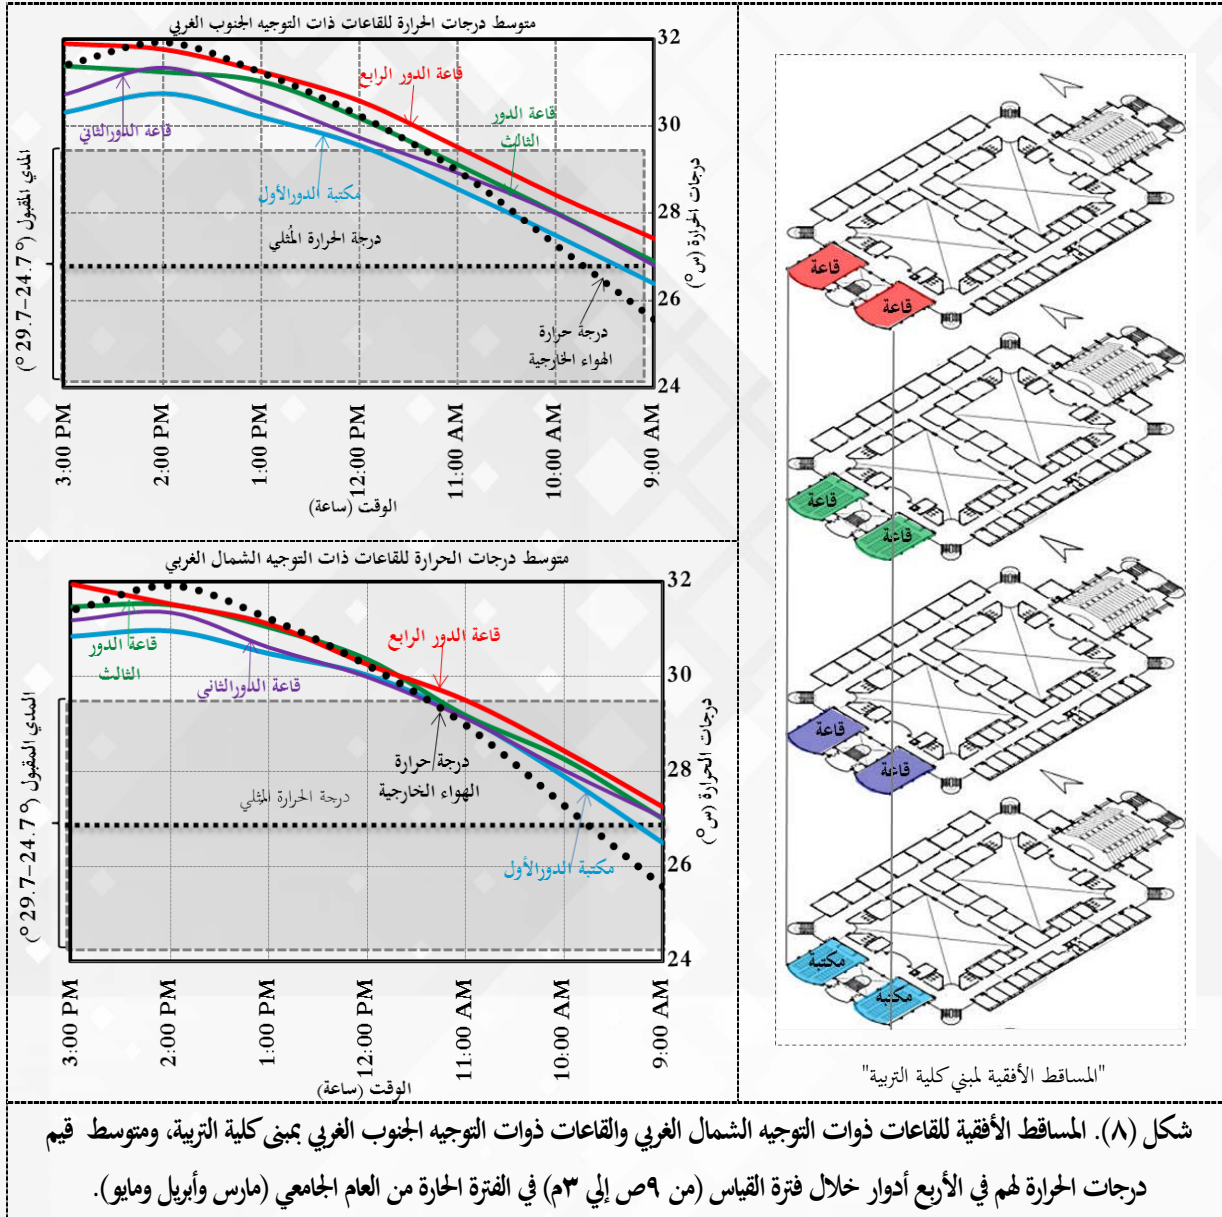 متوسط درجات الحرارة للقاعات ذات التوجيه الجنوب الغربي
32
30
28
26
24
درجات الحرارة (س°)
قاعة الدور الرابع
قاعة الدور
الثالث
قاعة الدورالثاني
مكتبة الدورالأول
درجة الحرارة المُثلي
درجة حرارة
الهواء الخارجية
المدي المقبول (° 24.7–29.7 °)
9:00 AM
10:00 AM
11:00 AM
12:00 PM
1:00 PM
2:00 PM
3:00 PM
الوقت (ساعة)
متوسط درجات الحرارة للقاعات ذات التوجيه الشمال الغربي
32
30
28
26
24
درجات الحرارة (س°)
قاعة الدور الرابع
قاعة الدور
الثالث
قاعة الدورالثاني
درجة حرارة
الهواء الخارجية
درجة الحرارة المُثلي
مكتبة الدورالأول
المدي المقبول (° 24.7–29.7 °)
9:00 AM
10:00 AM
11:00 AM
12:00 PM
1:00 PM
2:00 PM
3:00 PM
الوقت (ساعة)
قاعة
قاعة
قاعة
قاعة
قاعة
قاعة
مكتبة
مكتبة
"المساقط الأفقية لمبني كلية التربية"
شكل (٨). المساقط الأفقية للقاعات ذوات التوجيه الشمال الغربي والقاعات ذوات التوجيه الجنوب الغربي بمبنى كلية التربية، ومتوسط قيم
درجات الحرارة لهم في الأربع أدوار خلال فترة القياس (من ٩ص إلي ٣م) في الفترة الحارة من العام الجامعي (مارس وأبريل ومايو).